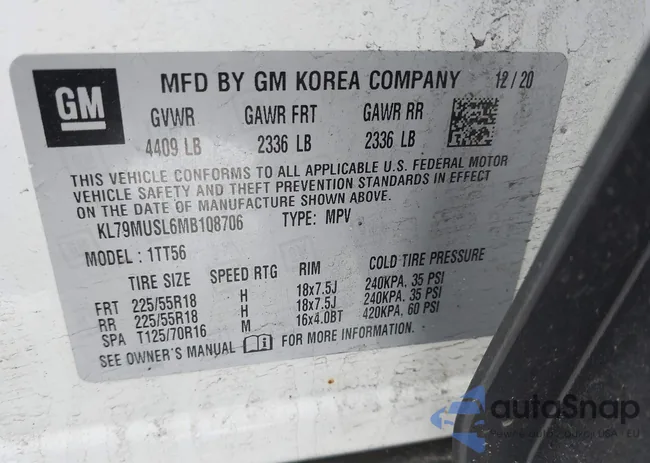 GM
MFD BY GM KOREA COMPANY 12/20
GVWR GAWR FRT GAWR RR
4409 LB 2336 LB 2336 LB
THIS VEHICLE CONFORMS TO ALL APPLICABLE U.S. FEDERAL MOTOR
VEHICLE SAFETY AND THEFT PREVENTION STANDARDS IN EFFECT
ON THE DATE OF MANUFACTURE SHOWN ABOVE.
KL79MUSL6MB108706 TYPE: MPV
MODEL: 1TT56
TIRE SIZE SPEED RTG RIM COLD TIRE PRESSURE
FRT 225/55R18 H 18x7.5J 240KPA, 35 PSI
RR 225/55R18 H 18x7.5J 240KPA, 35 PSI
SPA T125/70R16 M 16x4.0BT 420KPA, 60 PSI
SEE OWNER'S MANUAL FOR MORE INFORMATION.
autoSnap